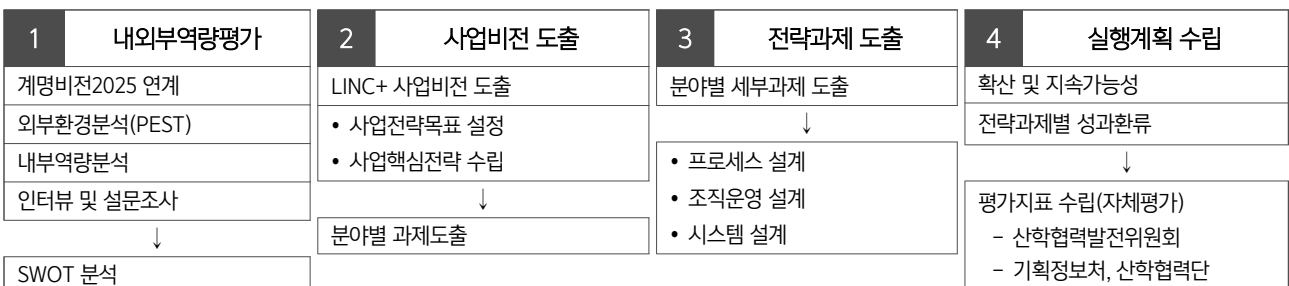 1 내외부역량평가
계명비전2025 연계
외부환경분석(PEST)
내부역량분석
인터뷰 및 설문조사
↓
SWOT 분석
2 사업비전 도출
LINC+ 사업비전 도출
• 사업전략목표 설정
• 사업핵심전략 수립
↓
분야별 과제도출
3 전략과제 도출
분야별 세부과제 도출
↓
• 프로세스 설계
• 조직운영 설계
• 시스템 설계
4 실행계획 수립
확산 및 지속가능성
전략과제별 성과환류
↓
평가지표 수립(자체평가)
- 산학협력발전위원회
- 기획정보처, 산학협력단